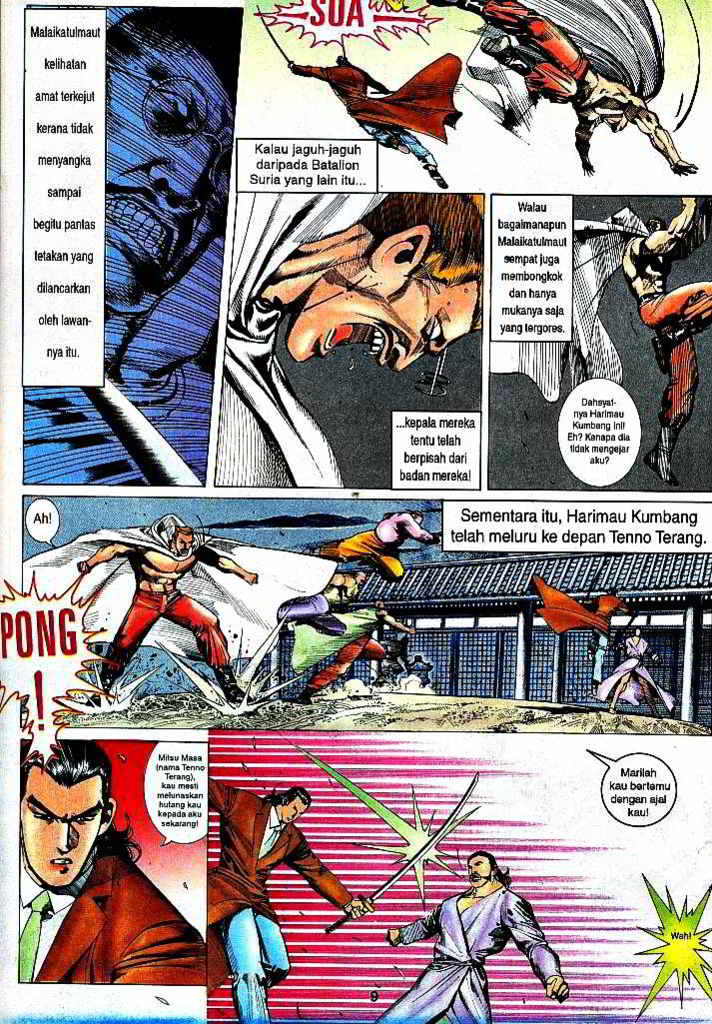 Malaikatulmaut
kelihatan
amat terkejut
kerana tidak
menyangka
sampai
begitu pantas
tetakan yang
dilancarkan
oleh lawan-
nya itu.
SUA
Kalau jaguh-jaguh
daripada Batalion
Suria yang lain itu...
...kepala mereka
tentu telah
berpisah dari
badan mereka!
Walau
bagaimanapun
Malaikatulmaut
sempat juga
membongkok
dan hanya
mukanya saja
yang tergores.
Dahsyat-
nya Harimau
Kumbang ini!
Eh? Kenapa dia
tidak mengejar
aku?
Ah!
Sementara itu, Harimau Kumbang
telah meluru ke depan Tenno Terang.
PONG
!
Mitsu Masa
(nama Tenno
Terang),
kau mesti
melunaskan
hutang kau
kepada aku
sekarang!
Marilah
kau bertemu
dengan ajal
kau!
Wah!
9